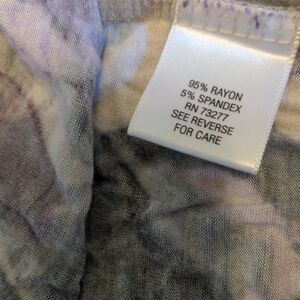 95% RAYON
5% SPANDEX
RN 73277
SEE REVERSE
FOR CARE